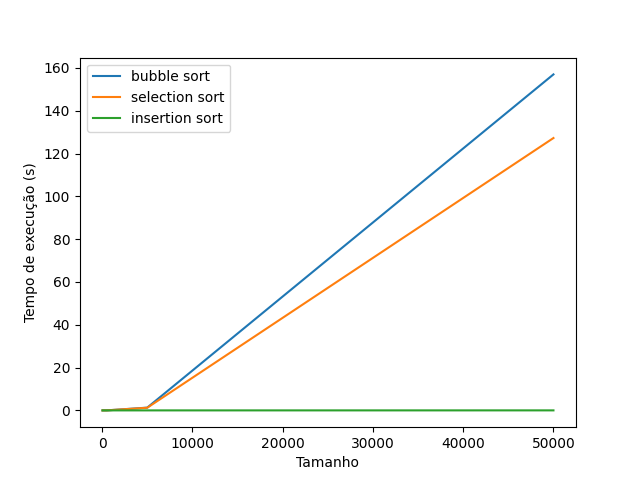 bubble sort
selection sort
insertion sort
160
140
120
100
80
60
40
20
0
Tempo de execução (s)
0 10000 20000 30000 40000 50000
Tamanho